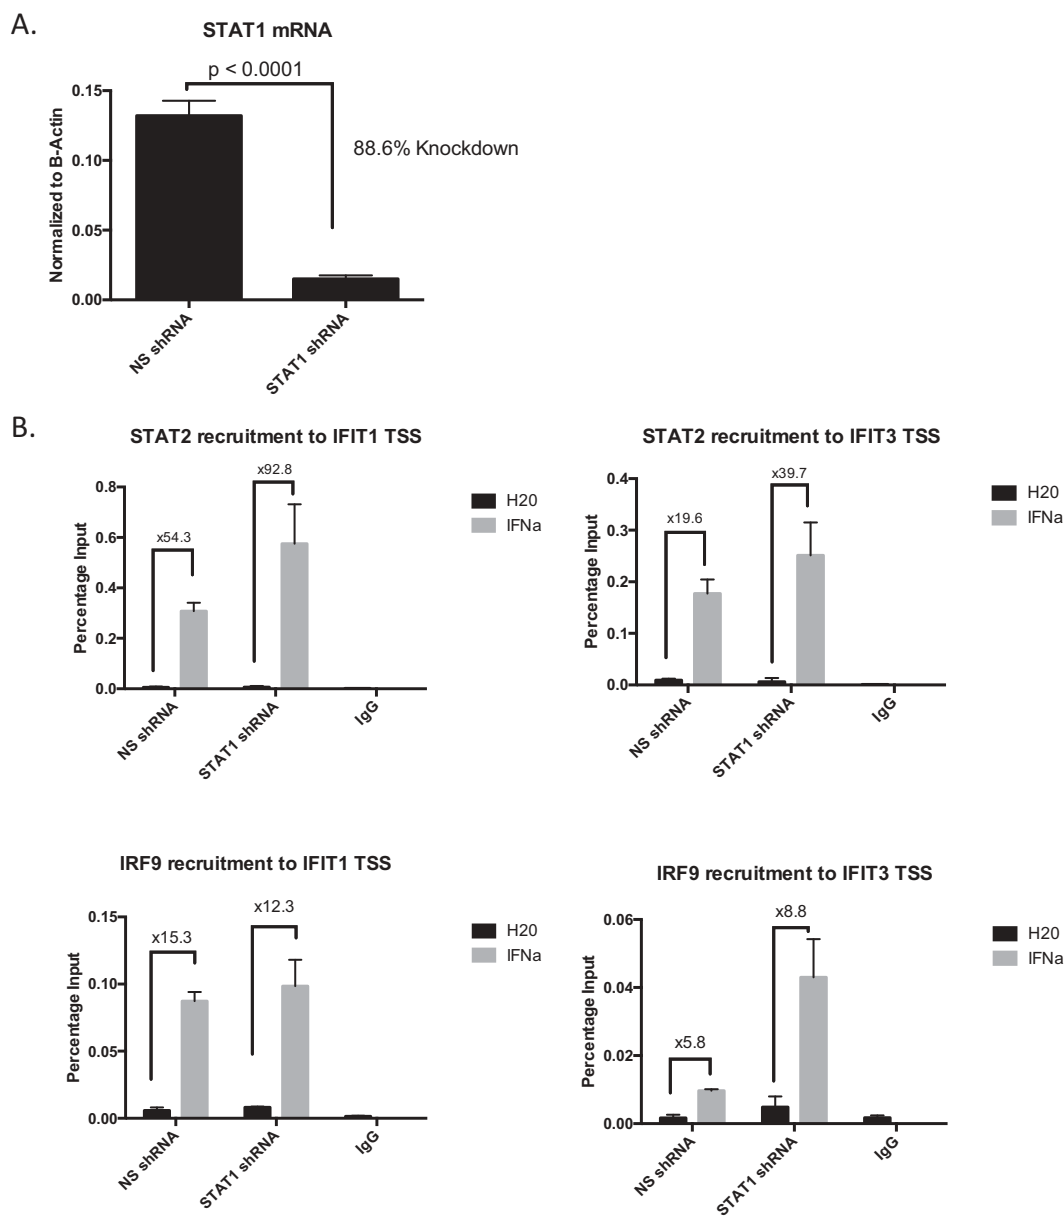 A.
STAT1 mRNA
p < 0.0001
88.6% Knockdown
Normalized to B-Actin
0.15
0.10
0.05
0.00
NS shRNA
STAT1 shRNA
B.
STAT2 recruitment to IFIT1 TSS
x54.3
x92.8
Percentage Input
0.8
0.6
0.4
0.2
0.0
NS shRNA
STAT1 shRNA
IgG
H20
IFNa
STAT2 recruitment to IFIT3 TSS
x19.6
x39.7
Percentage Input
0.4
0.3
0.2
0.1
0.0
NS shRNA
STAT1 shRNA
IgG
H20
IFNa
IRF9 recruitment to IFIT1 TSS
x15.3
x12.3
Percentage Input
0.15
0.10
0.05
0.00
NS shRNA
STAT1 shRNA
IgG
H20
IFNa
IRF9 recruitment to IFIT3 TSS
x5.8
x8.8
Percentage Input
0.06
0.04
0.02
0.00
NS shRNA
STAT1 shRNA
IgG
H20
IFNa